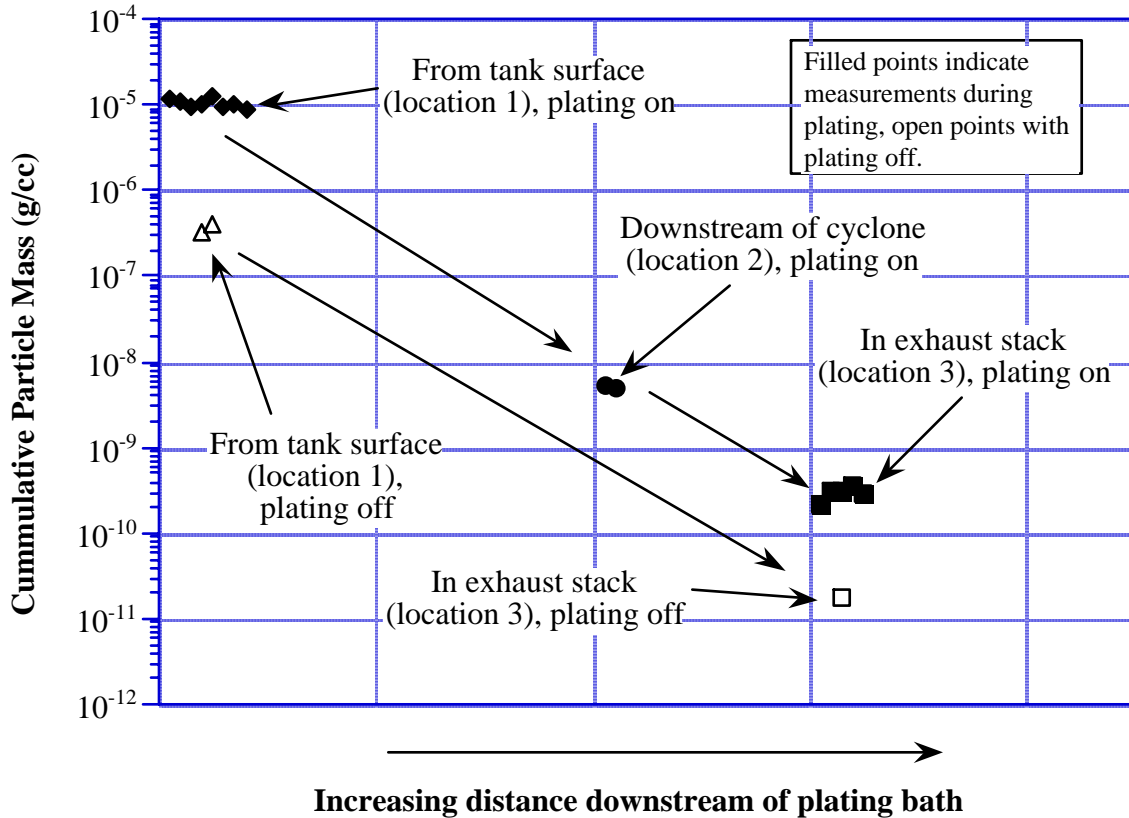 10-4
10-5
10-6
10-7
10-8
10-9
10-10
10-11
10-12
Cummulative Particle Mass (g/cc)
From tank surface
(location 1), plating on
Filled points indicate
measurements during
plating, open points with
plating off.
Downstream of cyclone
(location 2), plating on
In exhaust stack
(location 3), plating on
From tank surface
(location 1),
plating off
In exhaust stack
(location 3), plating off
Increasing distance downstream of plating bath